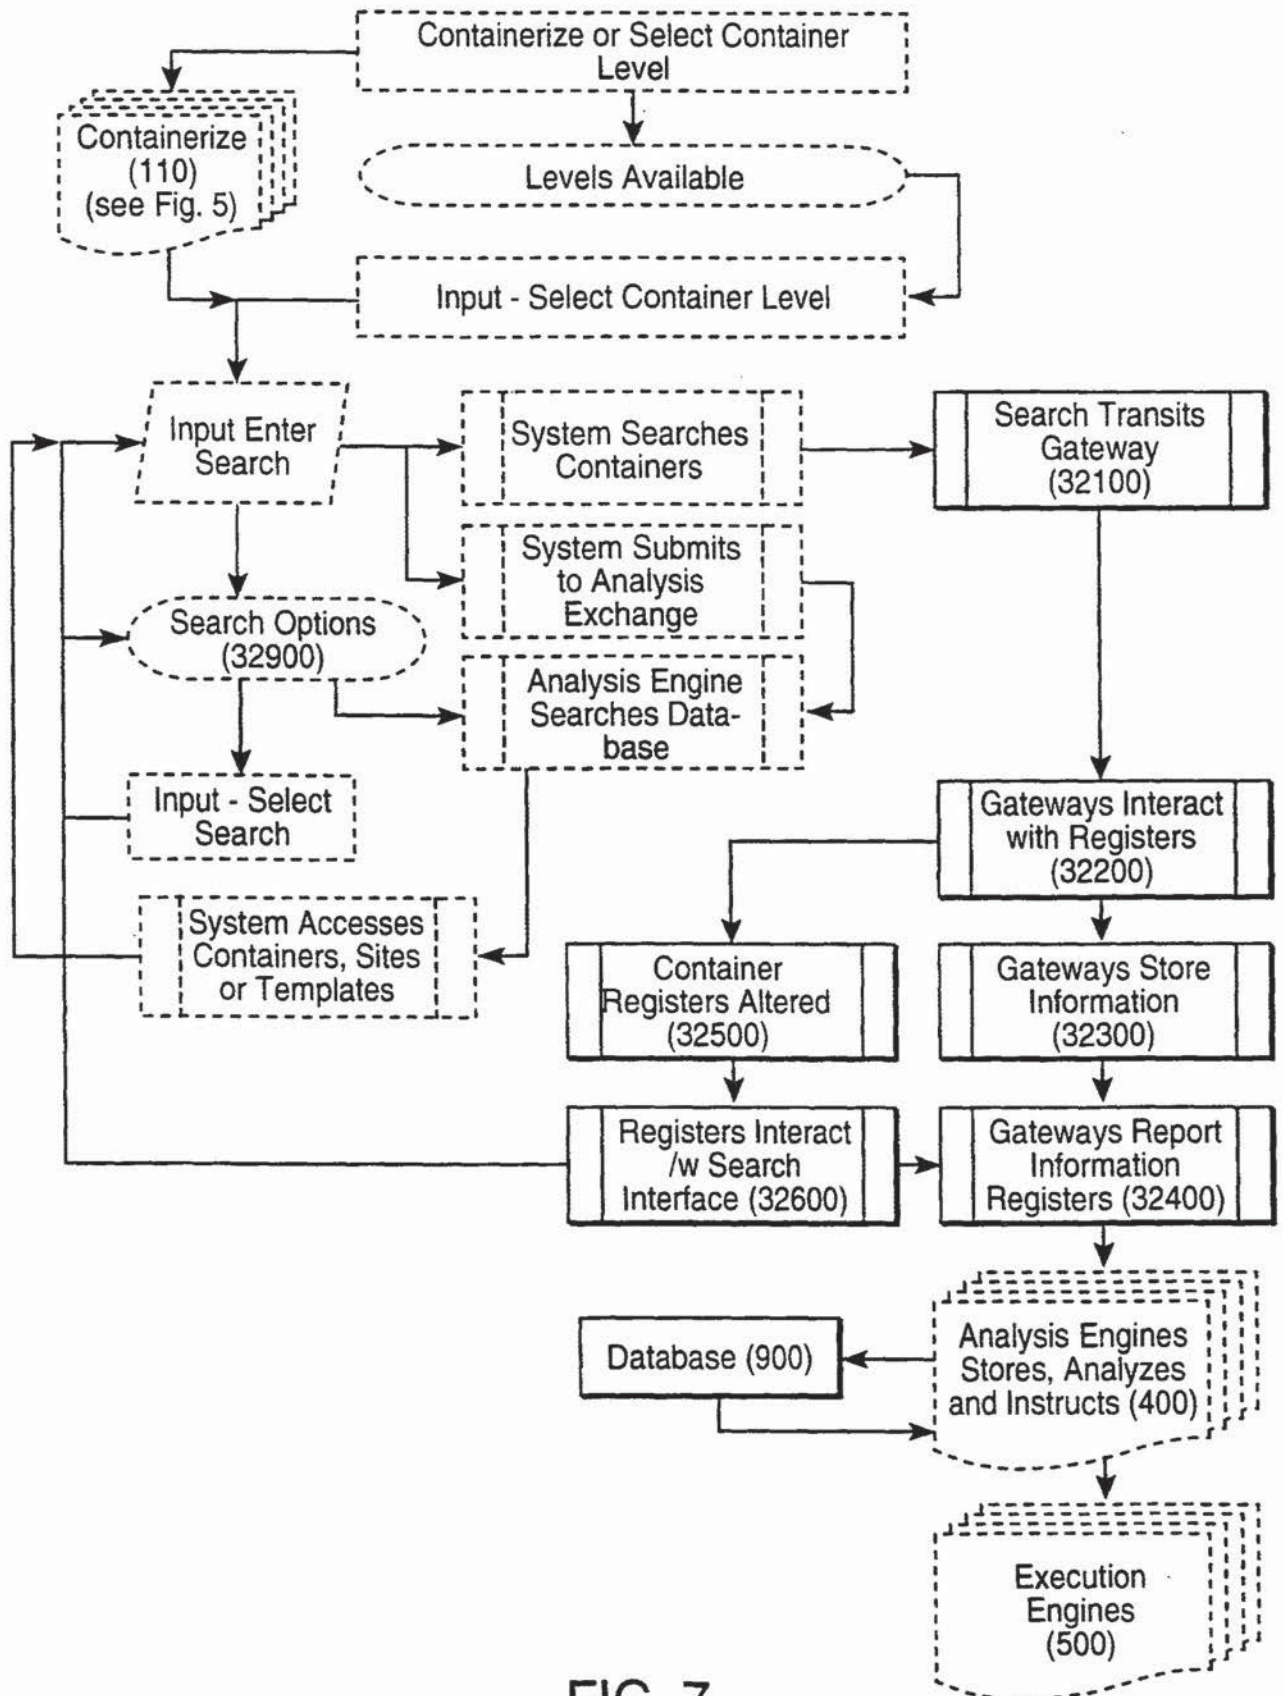 Containerize or Select Container
Level
Containerize
(110)
(see Fig. 5)
Levels Available
Input - Select Container Level
Input Enter
Search
System Searches
Containers
Search Transits
Gateway
(32100)
System Submits
to Analysis
Exchange
Search Options
(32900)
Analysis Engine
Searches Data-
base
Input - Select
Search
Gateways Interact
with Registers
(32200)
System Accesses
Containers, Sites
or Templates
Container
Registers Altered
(32500)
Gateways Store
Information
(32300)
Registers Interact
/w Search
Interface (32600)
Gateways Report
Information
Registers (32400)
Database (900)
Analysis Engines
Stores, Analyzes
and Instructs (400)
Execution
Engines
(500)
FIG. 7